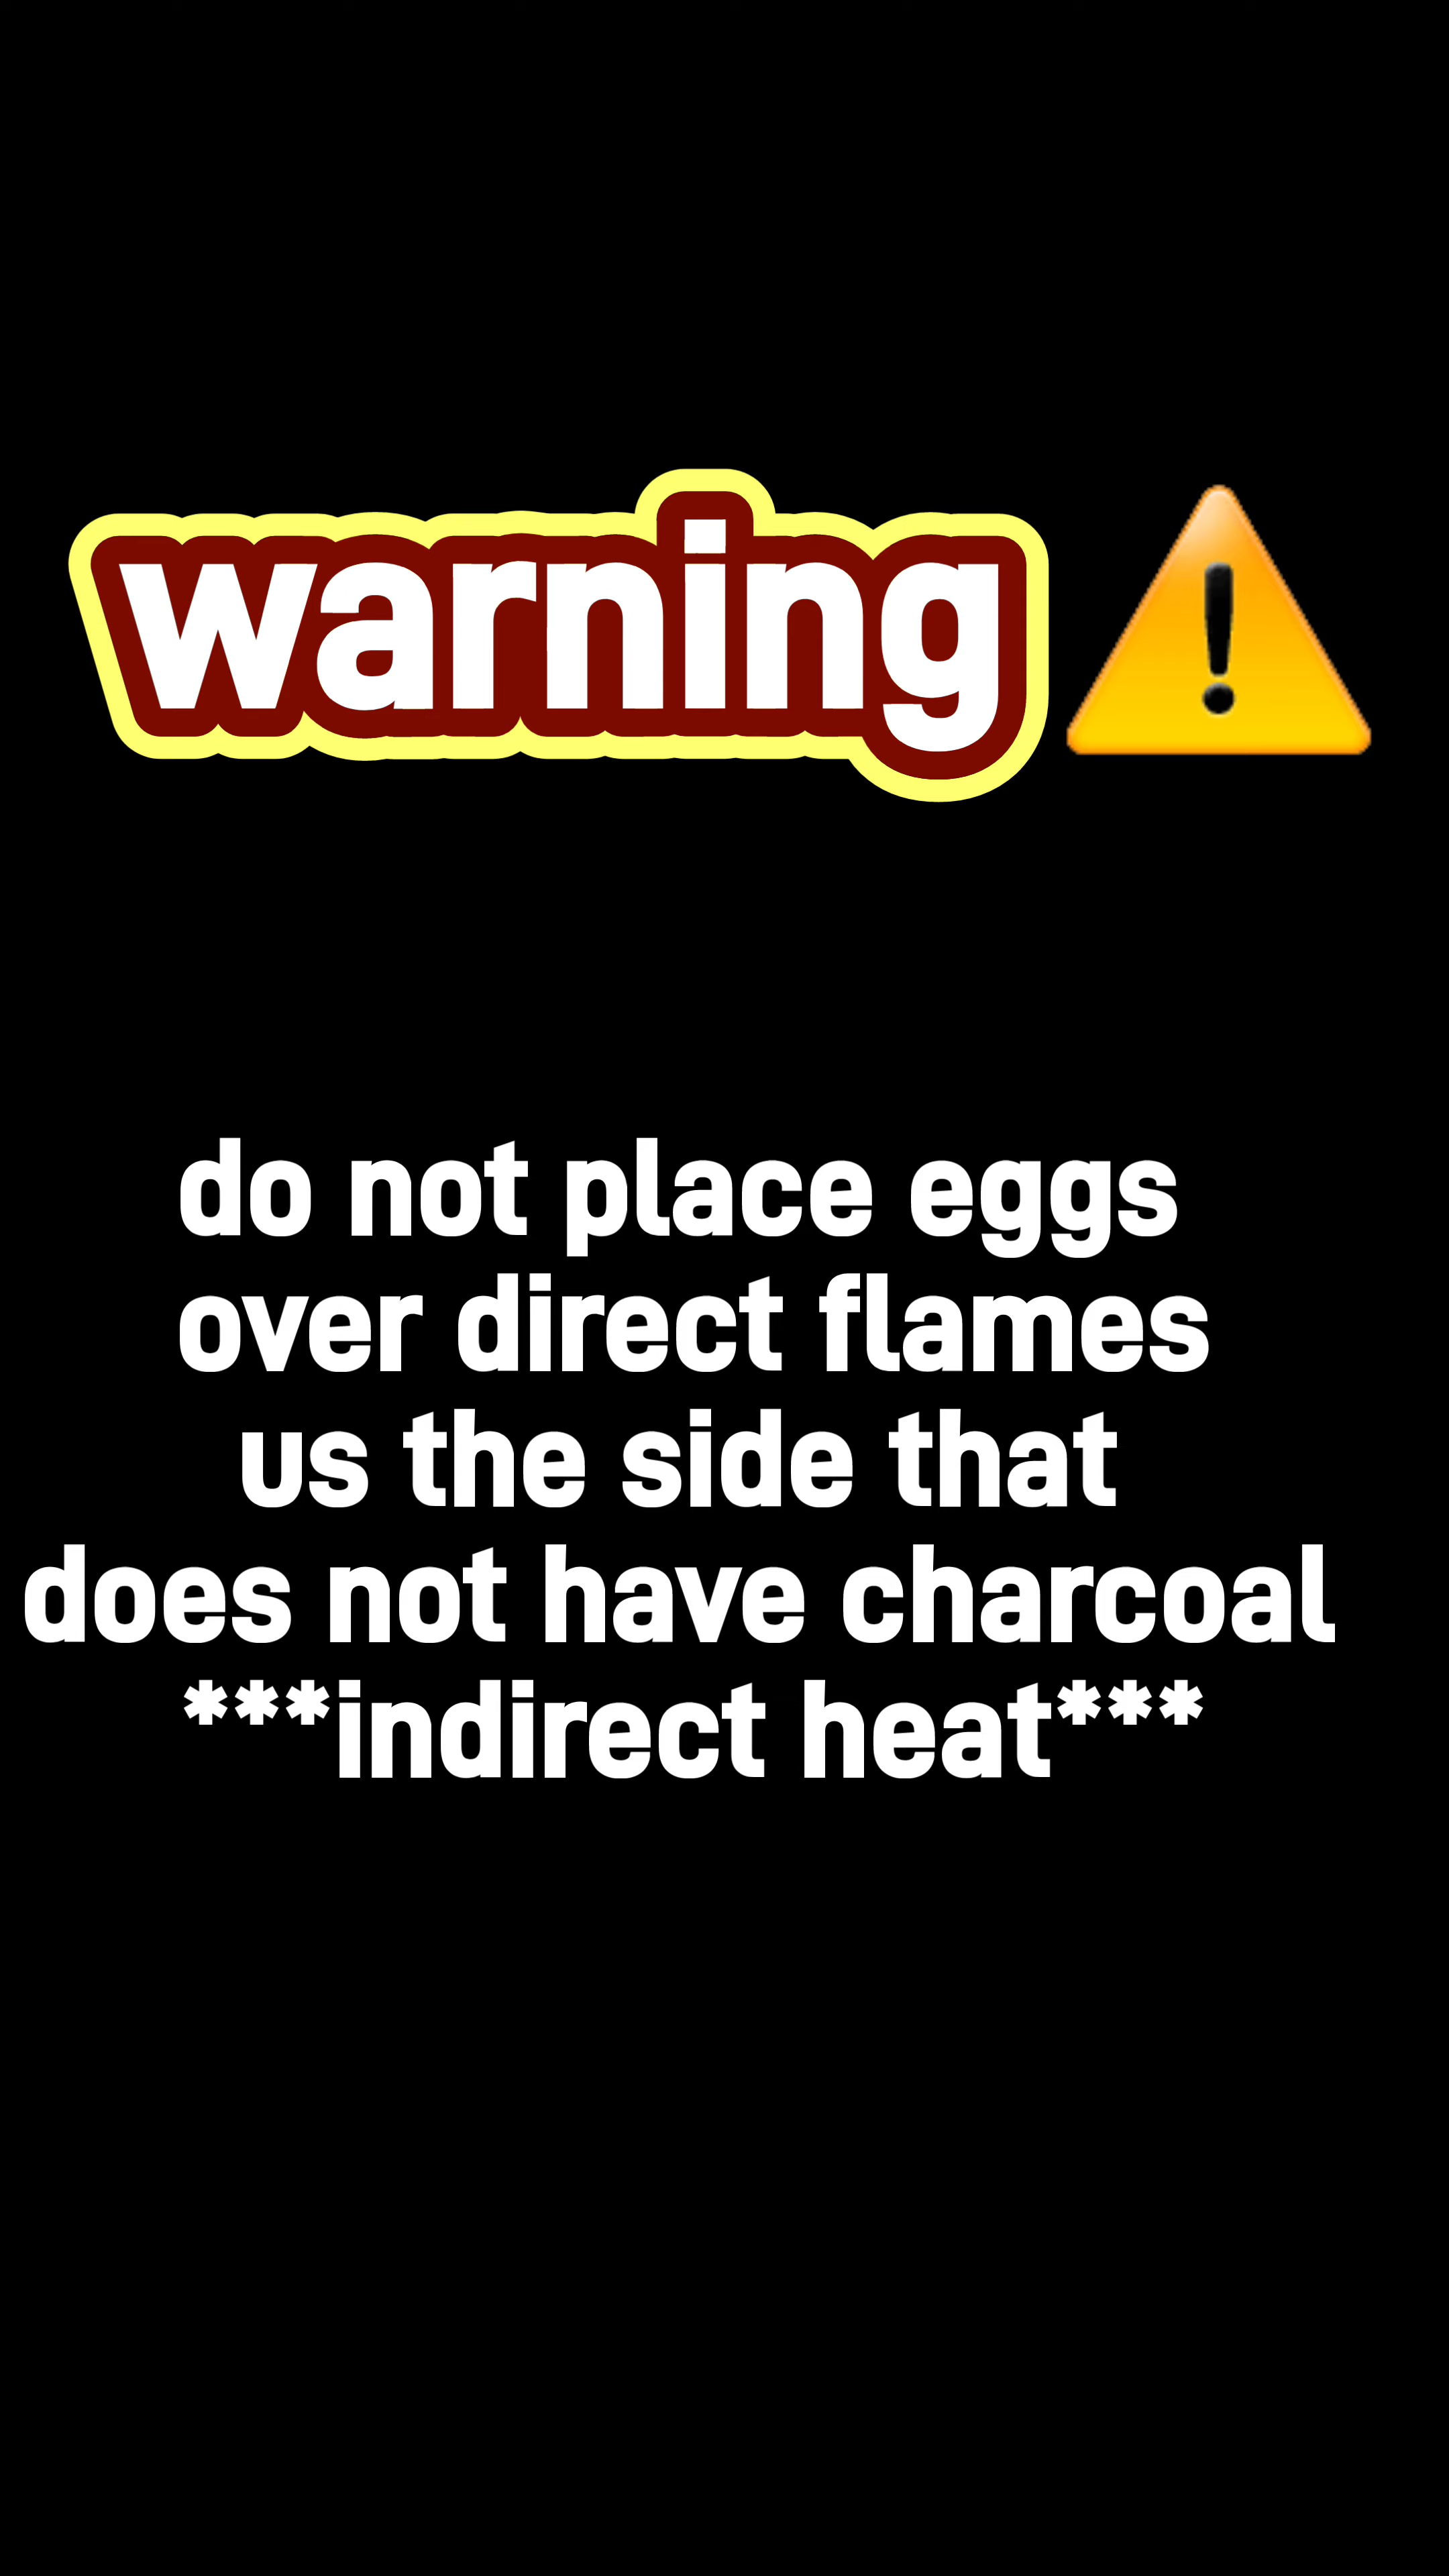 warning ⚠️
do not place eggs
over direct flames
us the side that
does not have charcoal
***indirect heat***